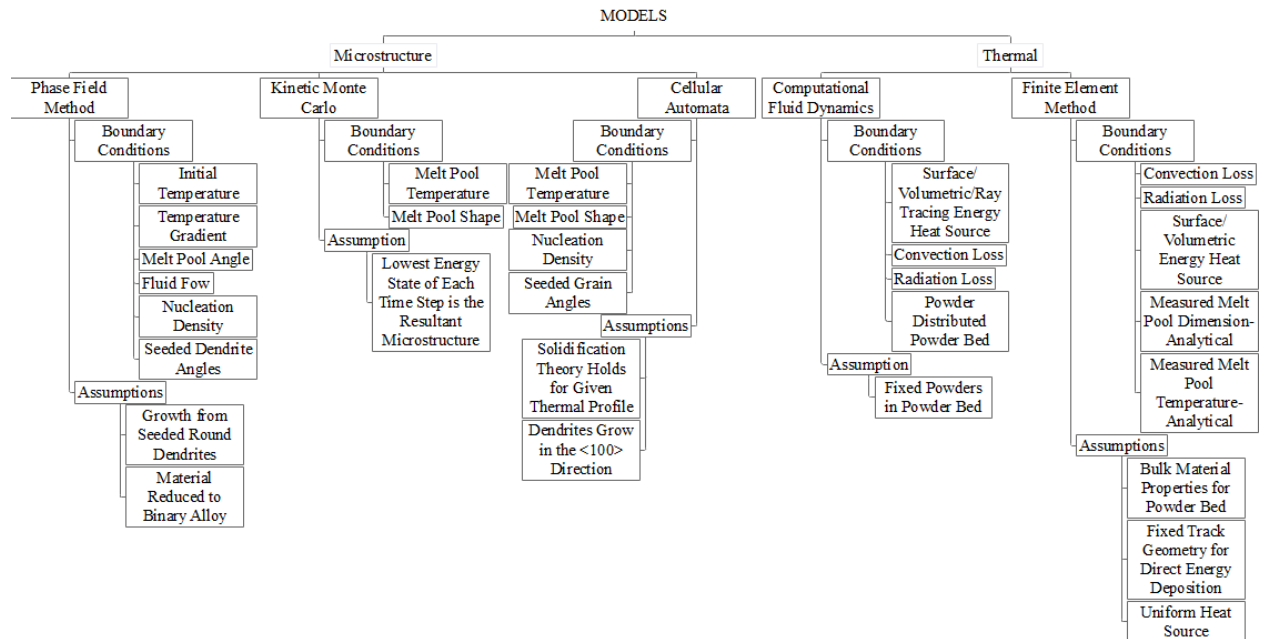 MODELS
Microstructure
Thermal
Phase Field
Method
Boundary
Conditions
Initial
Temperature
Temperature
Gradient
Melt Pool Angle
Fluid Fow
Nucleation
Density
Seeded Dendrite
Angles
Assumptions
Growth from
Seeded Round
Dendrites
Material
Reduced to
Binary Alloy
Kinetic Monte
Carlo
Boundary
Conditions
Melt Pool
Temperature
Melt Pool Shape
Assumption
Lowest Energy
State of Each
Time Step is the
Resultant
Microstructure
Cellular
Automata
Boundary
Conditions
Melt Pool
Temperature
Melt Pool Shape
Nucleation
Density
Seeded Grain
Angles
Assumptions
Solidification
Theory Holds
for Given
Thermal Profile
Dendrites Grow
in the <100>
Direction
Computational
Fluid Dynamics
Boundary
Conditions
Surface/
Volumetric/Ray
Tracing Energy
Heat Source
Convection Loss
Radiation Loss
Powder
Distributed
Powder Bed
Assumption
Fixed Powders
in Powder Bed
Finite Element
Method
Boundary
Conditions
Convection Loss
Radiation Loss
Surface/
Volumetric
Energy Heat
Source
Measured Melt
Pool Dimension-
Analytical
Measured Melt
Pool
Temperature-
Analytical
Assumptions
Bulk Material
Properties for
Powder Bed
Fixed Track
Geometry for
Direct Energy
Deposition
Uniform Heat
Source